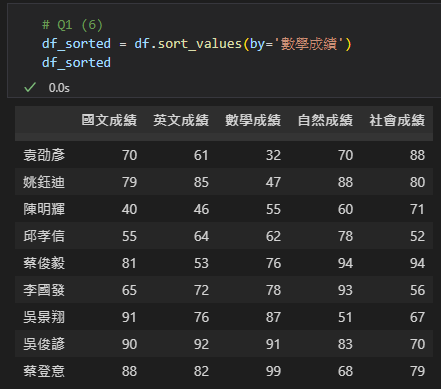 # Q1 (6)
df_sorted = df.sort_values(by='數學成績')
df_sorted
0.0s
國文成績 英文成績 數學成績 自然成績 社會成績
袁劭彥 70 61 32 70 88
姚鈺迪 79 85 47 88 80
陳明輝 40 46 55 60 71
邱孝信 55 64 62 78 52
蔡俊毅 81 53 76 94 94
李國發 65 72 78 93 56
吳景翔 91 76 87 51 67
吳俊諺 90 92 91 83 70
蔡登意 88 82 99 68 79